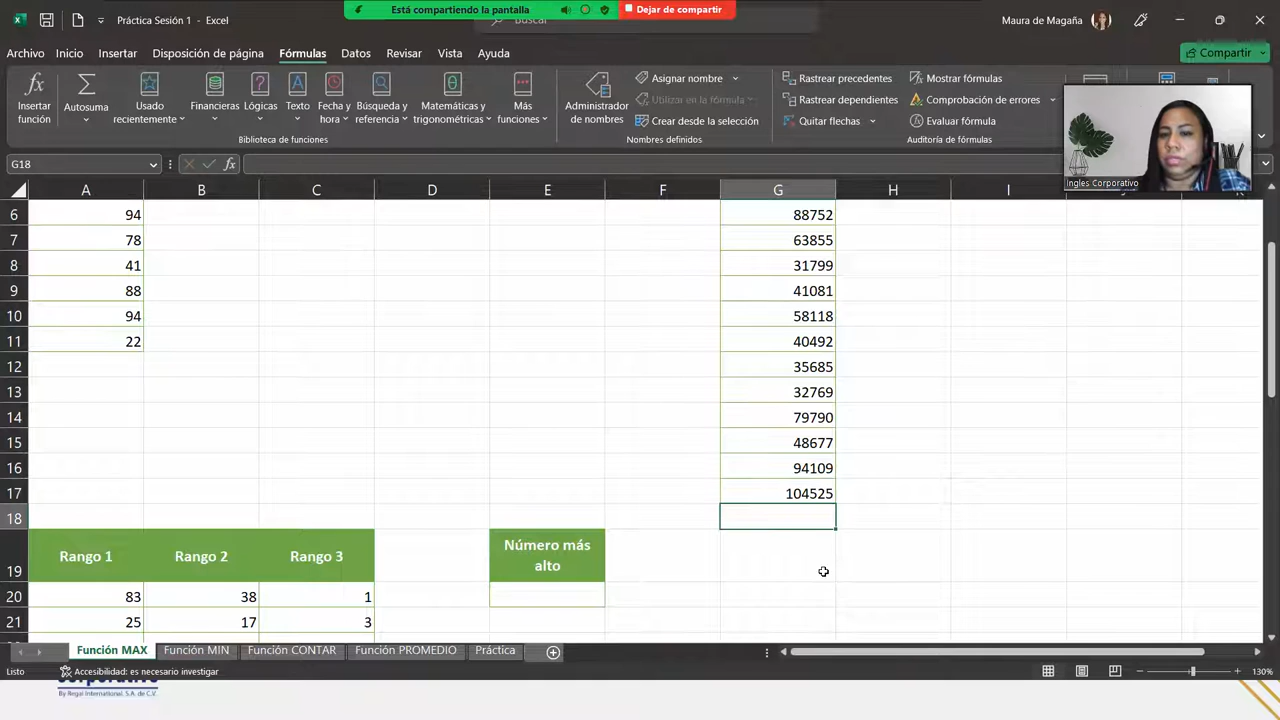 Está compartiendo la pantalla
Dejar de compartir
Práctica Sesión 1 - Excel
Buscar
Maura de Magaña
Archivo Inicio Insertar Disposición de página Fórmulas Datos Revisar Vista Ayuda
Compartir
Insertar función
Autosuma
Usado recientemente
Financieras
Lógicas
Texto
Fecha y hora
Búsqueda y referencia
Matemáticas y trigonométricas
Más funciones
Biblioteca de funciones
Administrador de nombres
Asignar nombre
Utilizar en la fórmula
Crear desde la selección
Nombres definidos
Rastrear precedentes
Rastrear dependientes
Quitar flechas
Mostrar fórmulas
Comprobación de errores
Evaluar fórmula
Auditoría de fórmulas
Ingles Corporativo
G18
fx
A B C D E F G H I
6 94 88752
7 78 63855
8 41 31799
9 88 41081
10 94 58118
11 22 40492
12 35685
13 32769
14 79790
15 48677
16 94109
17 104525
18
19 Rango 1 Rango 2 Rango 3 Número más alto
20 83 38 1
21 25 17 3
Función MAX Función MIN Función CONTAR Función PROMEDIO Práctica
Listo
Accesibilidad: es necesario investigar
130%
By Regal International, S.A. de C.V.